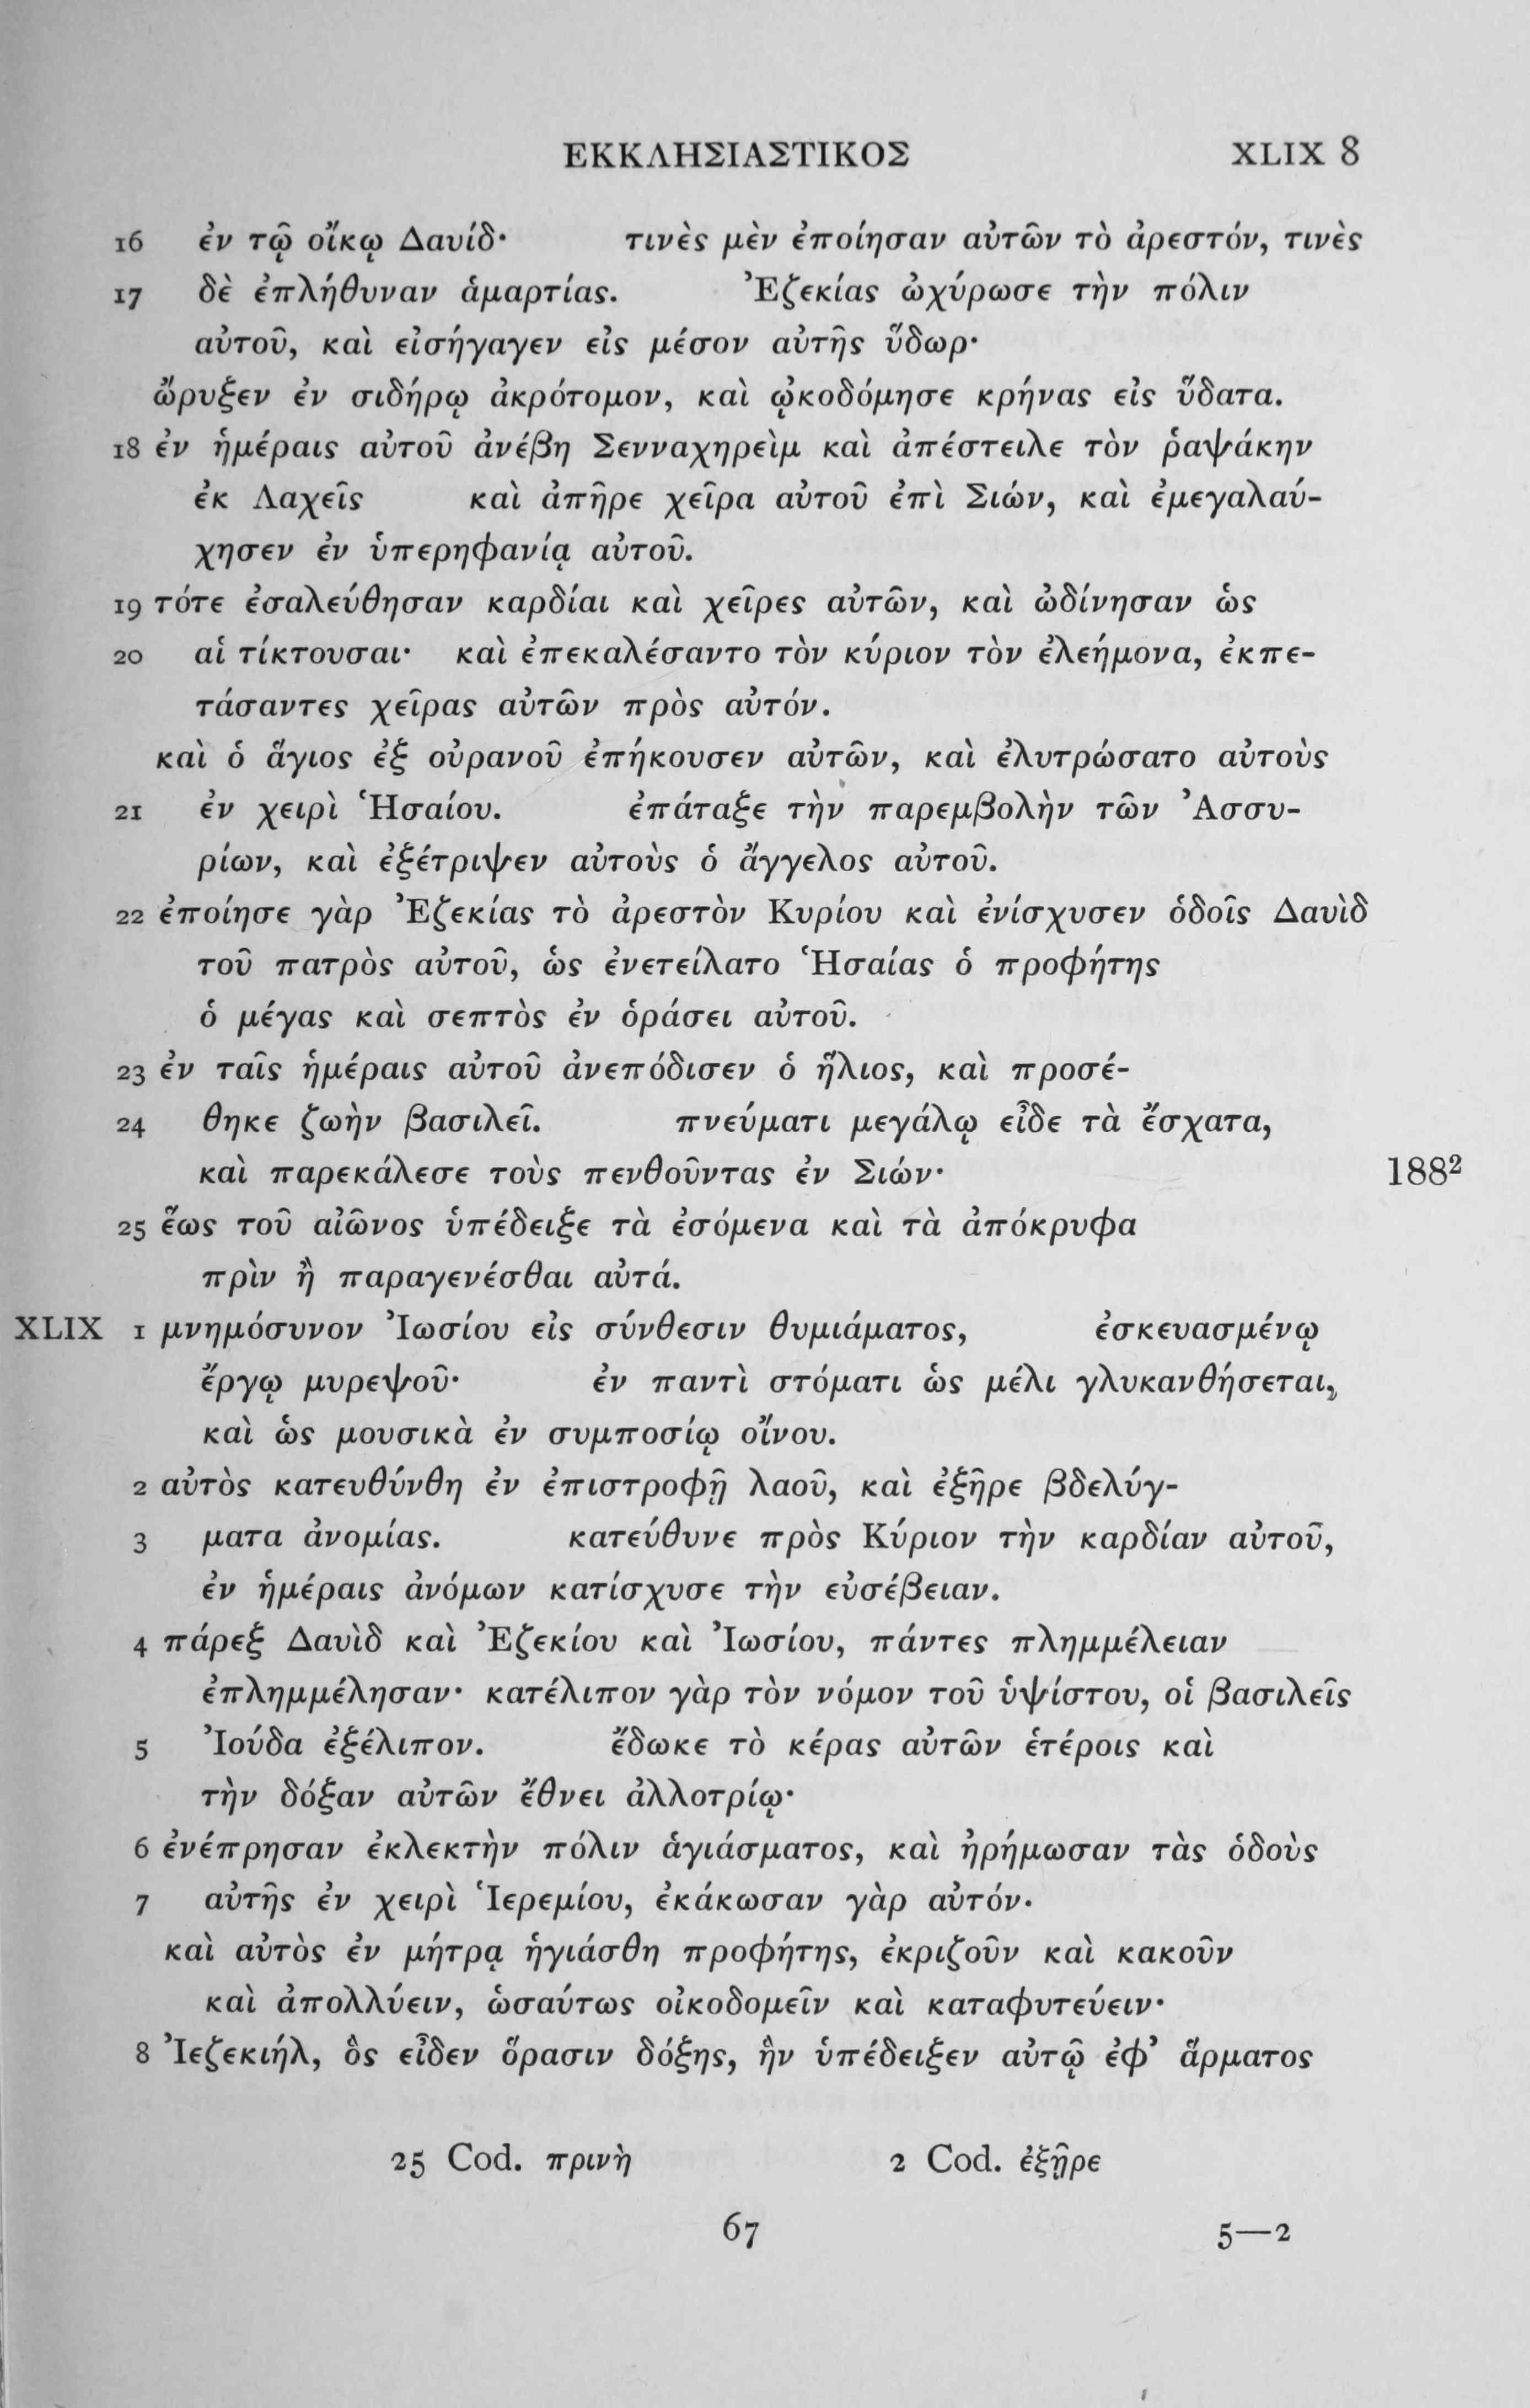 ΕΚΚΛΗΣΙΑΣΤΙΚΟΣ XLIX 8
16 ἐν τῷ οἴκῳ Δαυίδ· τινὲς μὲν ἐποίησαν αὐτῶν τὸ ἀρεστόν, τινὲς
17 δὲ ἐπλήθυναν ἁμαρτίας. Ἐζεκίας ὠχύρωσε τὴν πόλιν
αὐτοῦ, καὶ εἰσήγαγεν εἰς μέσον αὐτῆς ὕδωρ·
ὤρυξεν ἐν σιδήρῳ ἀκρότομον, καὶ ᾠκοδόμησε κρήνας εἰς ὕδατα.
18 ἐν ἡμέραις αὐτοῦ ἀνέβη Σενναχηρεὶμ καὶ ἀπέστειλε τὸν ῥαψάκην
ἐκ Λαχεῖς καὶ ἀπῆρε χεῖρα αὐτοῦ ἐπὶ Σιών, καὶ ἐμεγαλαύ-
χησεν ἐν ὑπερηφανίᾳ αὐτοῦ.
19 τότε ἐσαλεύθησαν καρδίαι καὶ χεῖρες αὐτῶν, καὶ ὠδίνησαν ὡς
20 αἱ τίκτουσαι· καὶ ἐπεκαλέσαντο τὸν κύριον τὸν ἐλεήμονα, ἐκπε-
τάσαντες χεῖρας αὐτῶν πρὸς αὐτόν.
καὶ ὁ ἅγιος ἐξ οὐρανοῦ ἐπήκουσεν αὐτῶν, καὶ ἐλυτρώσατο αὐτοὺς
21 ἐν χειρὶ Ἡσαίου. ἐπάταξε τὴν παρεμβολὴν τῶν Ἀσσυ-
ρίων, καὶ ἐξέτριψεν αὐτοὺς ὁ ἄγγελος αὐτοῦ.
22 ἐποίησε γὰρ Ἐζεκίας τὸ ἀρεστὸν Κυρίου καὶ ἐνίσχυσεν ὁδοῖς Δαυὶδ
τοῦ πατρὸς αὐτοῦ, ὡς ἐνετείλατο Ἡσαίας ὁ προφήτης
ὁ μέγας καὶ σεπτὸς ἐν ὁράσει αὐτοῦ.
23 ἐν ταῖς ἡμέραις αὐτοῦ ἀνεπόδισεν ὁ ἥλιος, καὶ προσέ-
24 θηκε ζωὴν βασιλεῖ. πνεύματι μεγάλῳ εἶδε τὰ ἔσχατα,
καὶ παρεκάλεσε τοὺς πενθοῦντας ἐν Σιών· 188²
25 ἕως τοῦ αἰῶνος ὑπέδειξε τὰ ἐσόμενα καὶ τὰ ἀπόκρυφα
πρὶν ἢ παραγενέσθαι αὐτά.
XLIX 1 μνημόσυνον Ἰωσίου εἰς σύνθεσιν θυμιάματος, ἐσκευασμένῳ
ἔργῳ μυρεψοῦ· ἐν παντὶ στόματι ὡς μέλι γλυκανθήσεται,
καὶ ὡς μουσικὰ ἐν συμποσίῳ οἴνου.
2 αὐτὸς κατευθύνθη ἐν ἐπιστροφῇ λαοῦ, καὶ ἐξῆρε βδελύγ-
3 ματα ἀνομίας. κατεύθυνε πρὸς Κύριον τὴν καρδίαν αὐτοῦ,
ἐν ἡμέραις ἀνόμων κατίσχυσε τὴν εὐσέβειαν.
4 πάρεξ Δαυὶδ καὶ Ἐζεκίου καὶ Ἰωσίου, πάντες πλημμέλειαν
ἐπλημμέλησαν· κατέλιπον γὰρ τὸν νόμον τοῦ ὑψίστου, οἱ βασιλεῖς
5 Ἰούδα ἐξέλιπον. ἔδωκε τὸ κέρας αὐτῶν ἑτέροις καὶ
τὴν δόξαν αὐτῶν ἔθνει ἀλλοτρίῳ·
6 ἐνέπρησαν ἐκλεκτὴν πόλιν ἁγιάσματος, καὶ ἠρήμωσαν τὰς ὁδοὺς
7 αὐτῆς ἐν χειρὶ Ἱερεμίου, ἐκάκωσαν γὰρ αὐτόν.
καὶ αὐτὸς ἐν μήτρᾳ ἡγιάσθη προφήτης, ἐκριζοῦν καὶ κακοῦν
καὶ ἀπολλύειν, ὡσαύτως οἰκοδομεῖν καὶ καταφυτεύειν·
8 Ἰεζεκιήλ, ὃς εἶδεν ὅρασιν δόξης, ἣν ὑπέδειξεν αὐτῷ ἐφ’ ἅρματος
25 Cod. πρινὴ 2 Cod. ἐξῇρε
67 5—2